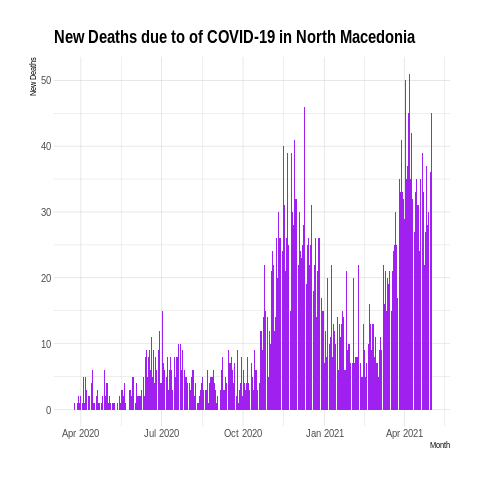 New Deaths due to of COVID-19 in North Macedonia
New Deaths
50
40
30
20
10
0
Apr 2020
Jul 2020
Oct 2020
Jan 2021
Apr 2021
Month